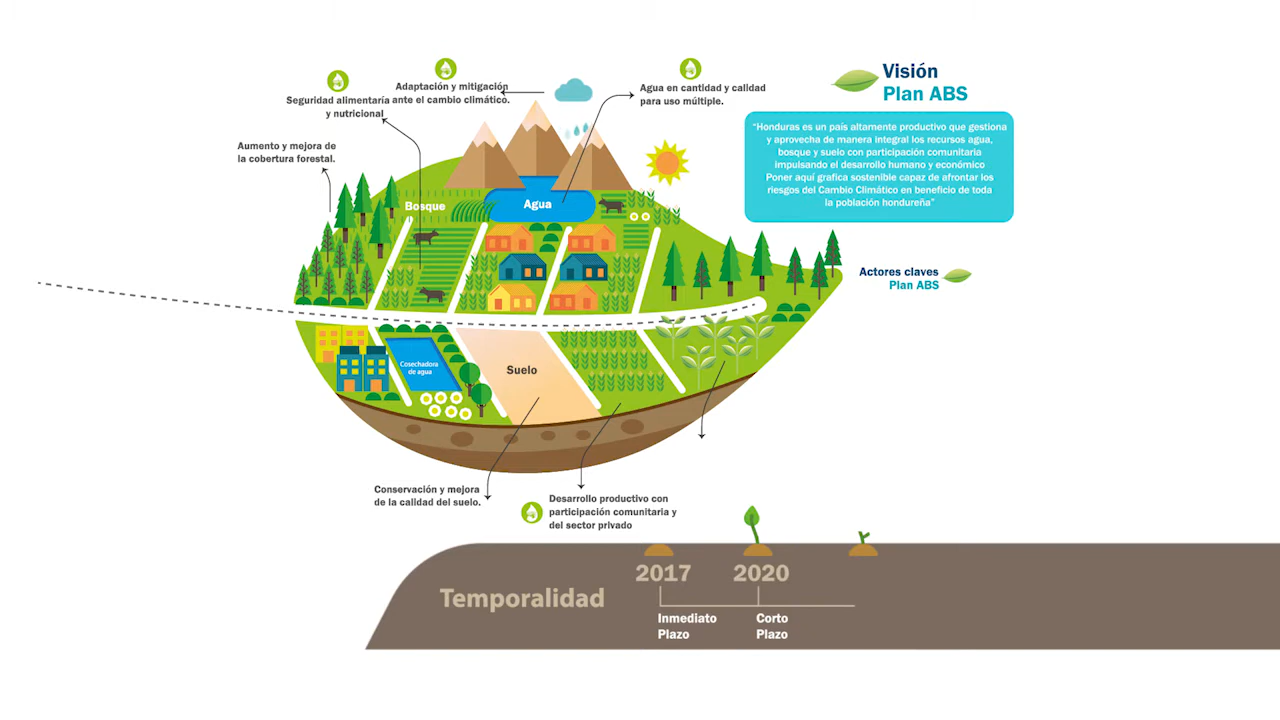 Adaptación y mitigación
ante el cambio climático.
Seguridad alimentaría
y nutricional
Agua en cantidad y calidad
para uso múltiple.
Visión
Plan ABS
"Honduras es un país altamente productivo que gestiona
y aprovecha de manera integral los recursos agua,
bosque y suelo con participación comunitaria
impulsando el desarrollo humano y económico
Poner aquí grafica sostenible capaz de afrontar los
riesgos del Cambio Climático en beneficio de toda
la población hondureña"
Aumento y mejora de
la cobertura forestal.
Bosque
Agua
Actores claves
Plan ABS
Cosechadora
de agua
Suelo
Conservación y mejora
de la calidad del suelo.
Desarrollo productivo con
participación comunitaria y
del sector privado
Temporalidad
2017
2020
Inmediato
Plazo
Corto
Plazo